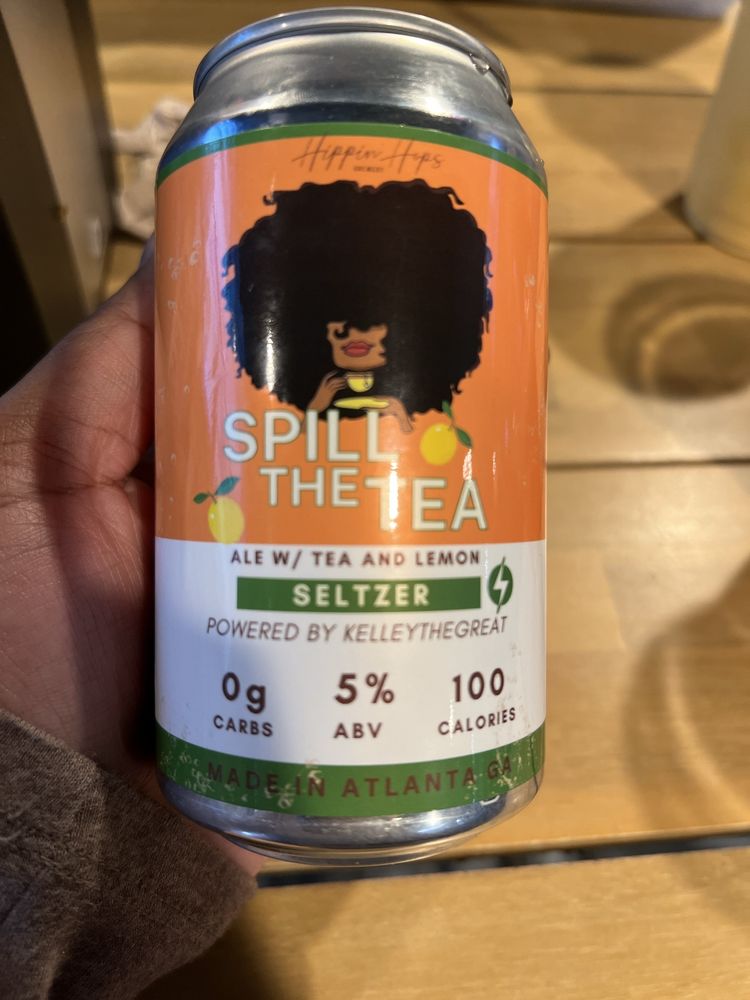 Hippin' Hops
BREWERY
SPILL
THE TEA
ALE W/ TEA AND LEMON
SELTZER
POWERED BY KELLEYTHEGREAT
0g 5% 100
CARBS ABV CALORIES
MADE IN ATLANTA GA